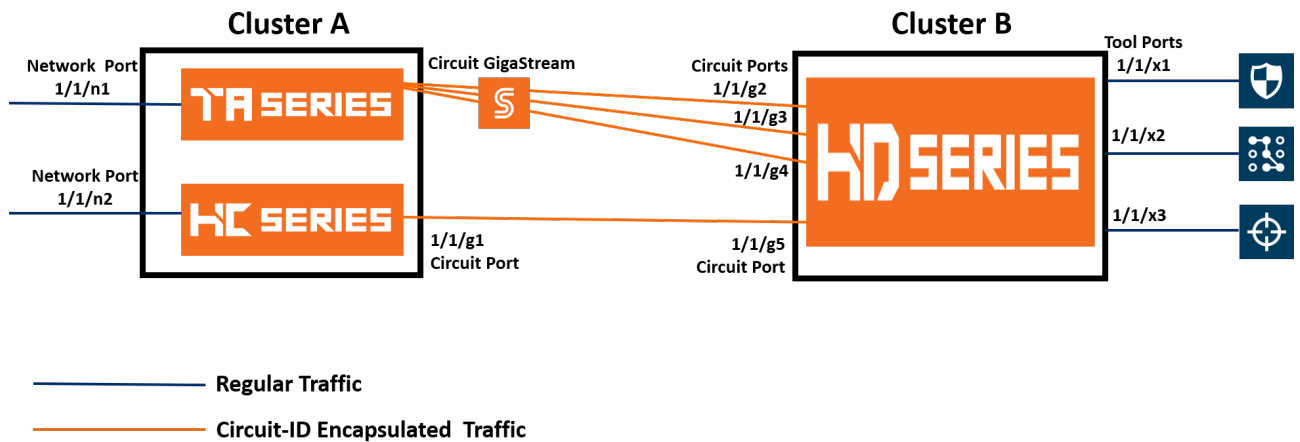 Cluster A
Cluster B
Network Port
1/1/n1
TA SERIES
Circuit GigaStream
S
Circuit Ports
1/1/g2
1/1/g3
1/1/g4
Tool Ports
1/1/x1
HD SERIES
1/1/x2
Network Port
1/1/n2
HC SERIES
1/1/g1
Circuit Port
1/1/g5
Circuit Port
1/1/x3
Regular Traffic
Circuit-ID Encapsulated Traffic